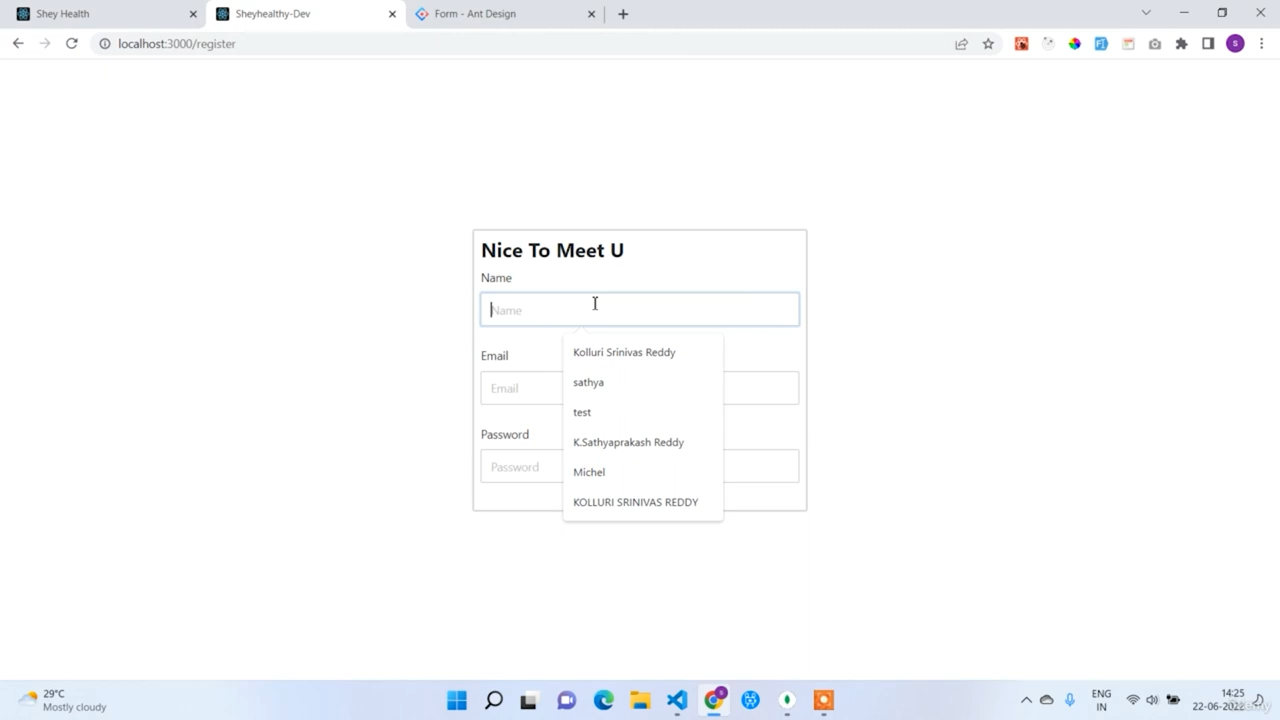 Shey Health
Sheyhealthy-Dev
Form - Ant Design
localhost:3000/register
S
Nice To Meet U
Name
Name
Kolluri Srinivas Reddy
Email
sathya
Email
test
Password
K.Sathyaprakash Reddy
Password
Michel
KOLLURI SRINIVAS REDDY
29°C
Mostly cloudy
ENG
IN
14:25
22-06-2022